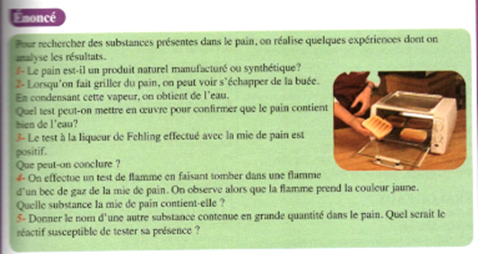 Énoncé
Pour rechercher des substances présentes dans le pain, on réalise quelques expériences dont on
analyse les résultats.
1- Le pain est-il un produit naturel manufacturé ou synthétique?
2- Lorsqu'on fait griller du pain, on peut voir s'échapper de la buée.
En condensant cette vapeur, on obtient de l'eau.
Quel test peut-on mettre en œuvre pour confirmer que le pain contient
bien de l'eau?
3- Le test à la liqueur de Fehling effectué avec la mie de pain est
positif.
Que peut-on conclure ?
4- On effectue un test de flamme en faisant tomber dans une flamme
d'un bec de gaz de la mie de pain. On observe alors que la flamme prend la couleur jaune.
Quelle substance la mie de pain contient-elle ?
5- Donner le nom d'une autre substance contenue en grande quantité dans le pain. Quel serait le
réactif susceptible de tester sa présence ?